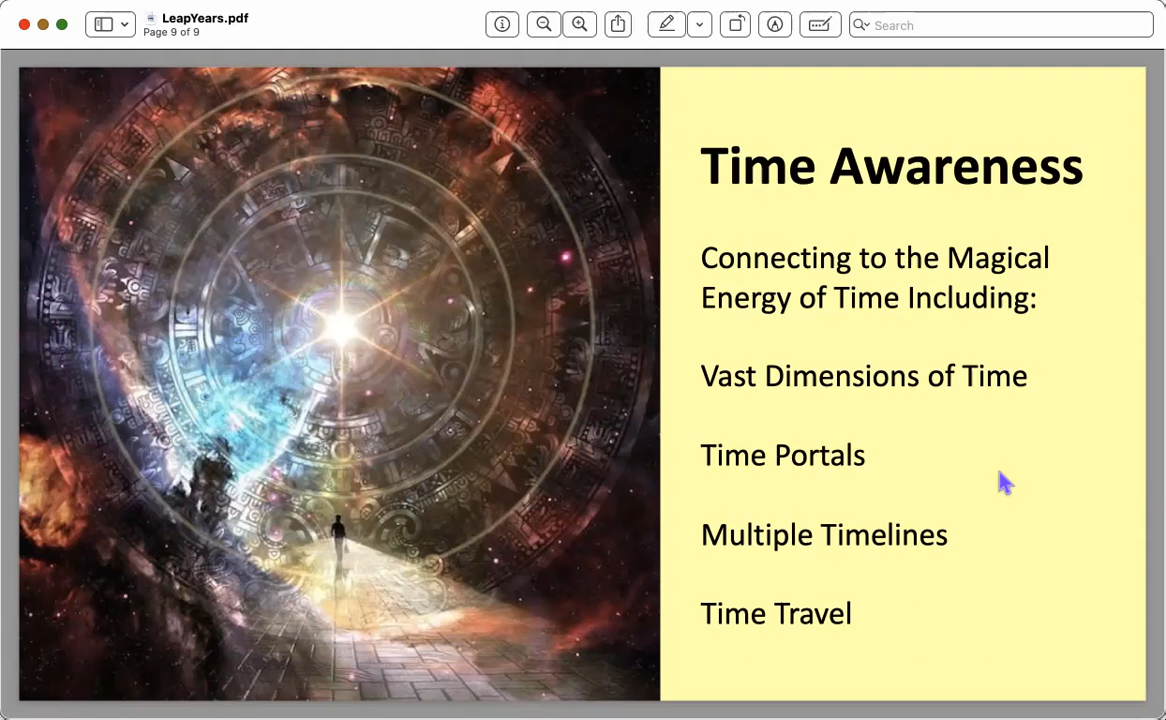 LeapYears.pdf
Page 9 of 9
Search
Time Awareness
Connecting to the Magical
Energy of Time Including:
Vast Dimensions of Time
Time Portals
Multiple Timelines
Time Travel